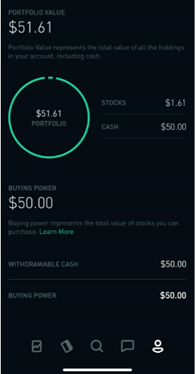 PORTFOLIO VALUE
$51.61
Portfolio Value represents the total value of all the holdings
in your account, including cash.
$51.61
PORTFOLIO
STOCKS $1.61
CASH $50.00
BUYING POWER
$50.00
Buying power represents the total value of stocks you can
purchase. Learn More
WITHDRAWABLE CASH $50.00
BUYING POWER $50.00